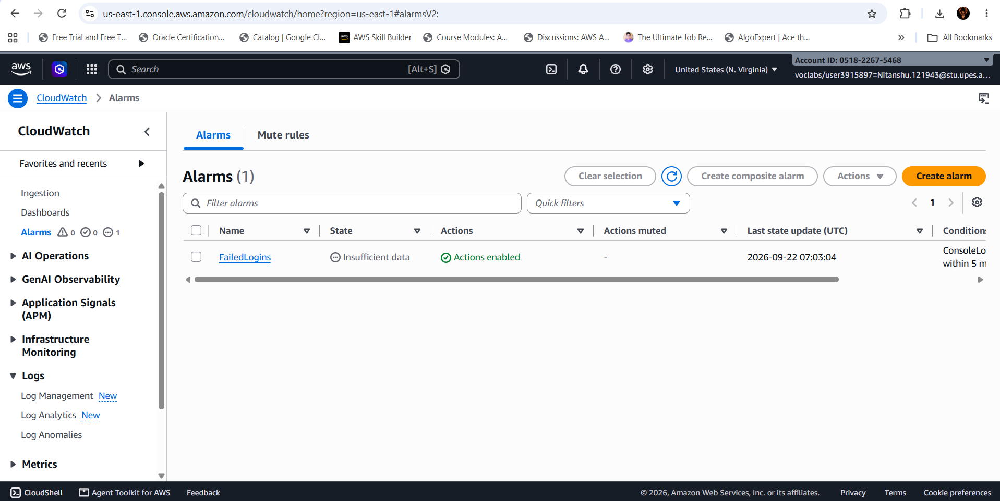 us-east-1.console.aws.amazon.com/cloudwatch/home?region=us-east-1#alarmsV2:
Free Trial and Free T... Oracle Certification... Catalog | Google Cl... aws AWS Skill Builder Course Modules: A... Discussions: AWS A... The Ultimate Job Re... AlgoExpert | Ace th... » All Bookmarks
aws Search [Alt+S] United States (N. Virginia) Account ID: 0518-2267-5468
voclabs/user3915897=Nitanshu.121943@stu.upes.a...
CloudWatch > Alarms
CloudWatch
Favorites and recents
Ingestion
Dashboards
Alarms 0 0 1
AI Operations
GenAI Observability
Application Signals
(APM)
Infrastructure
Monitoring
Logs
Log Management New
Log Analytics New
Log Anomalies
Metrics
Alarms Mute rules
Alarms (1) Clear selection Create composite alarm Actions Create alarm
Filter alarms Quick filters 1
Name State Actions Actions muted Last state update (UTC) Conditions
FailedLogins Insufficient data Actions enabled - 2026-09-22 07:03:04 ConsoleLo
within 5 m
CloudShell Agent Toolkit for AWS Feedback © 2026, Amazon Web Services, Inc. or its affiliates. Privacy Terms Cookie preferences